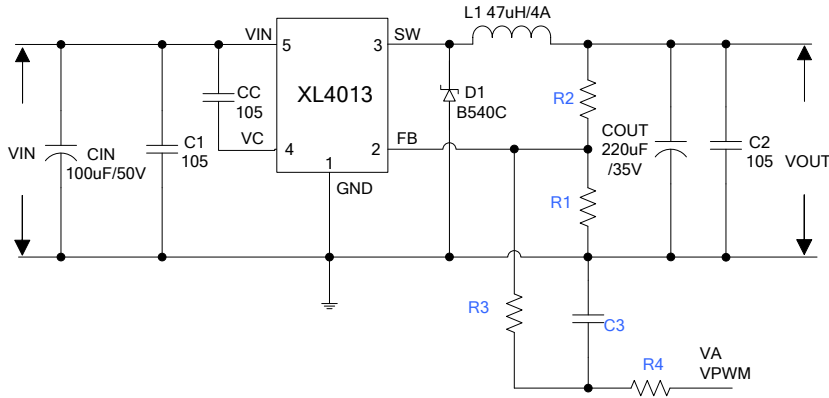 L1 47uH/4A
VIN
5
3
SW
CC
105
XL4013
D1
B540C
R2
VC
4
2
FB
VIN
CIN
100uF/50V
C1
105
1
GND
COUT
220uF
/35V
C2
105
VOUT
R1
R3
C3
R4
VA
VPWM